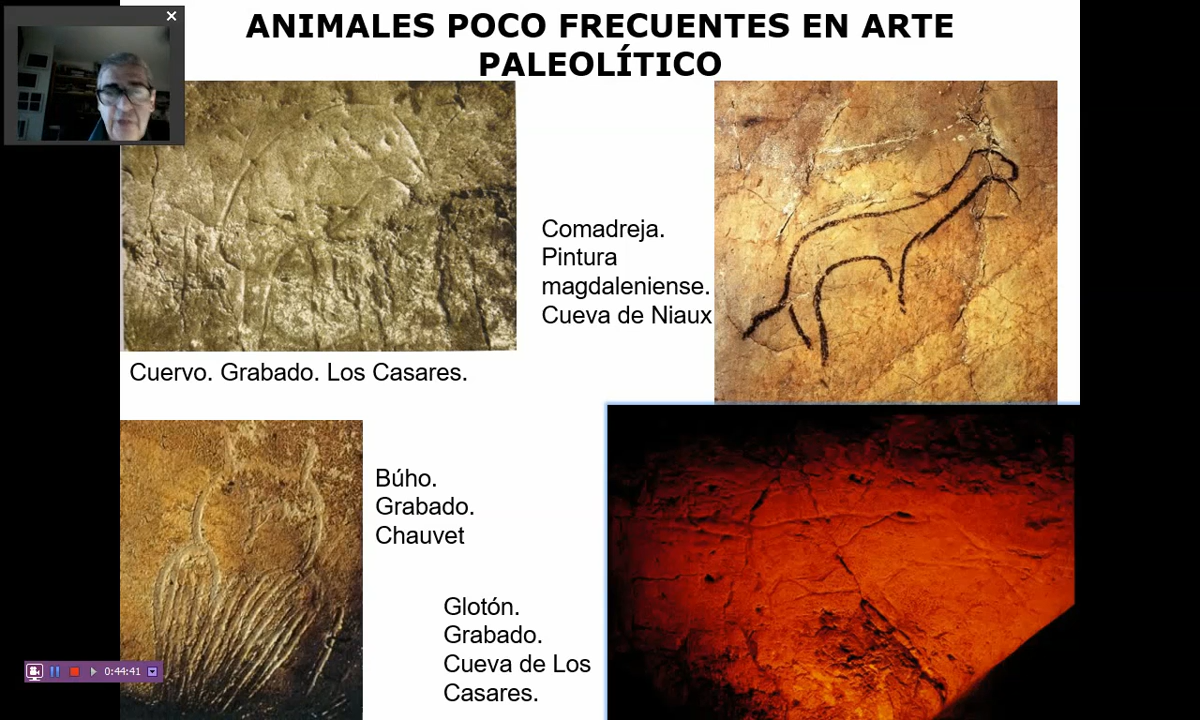 ANIMALES POCO FRECUENTES EN ARTE
PALEOLÍTICO
Comadreja.
Pintura
magdaleniense.
Cueva de Niaux
Cuervo. Grabado. Los Casares.
Búho.
Grabado.
Chauvet
Glotón.
Grabado.
Cueva de Los
Casares.
0:44:41